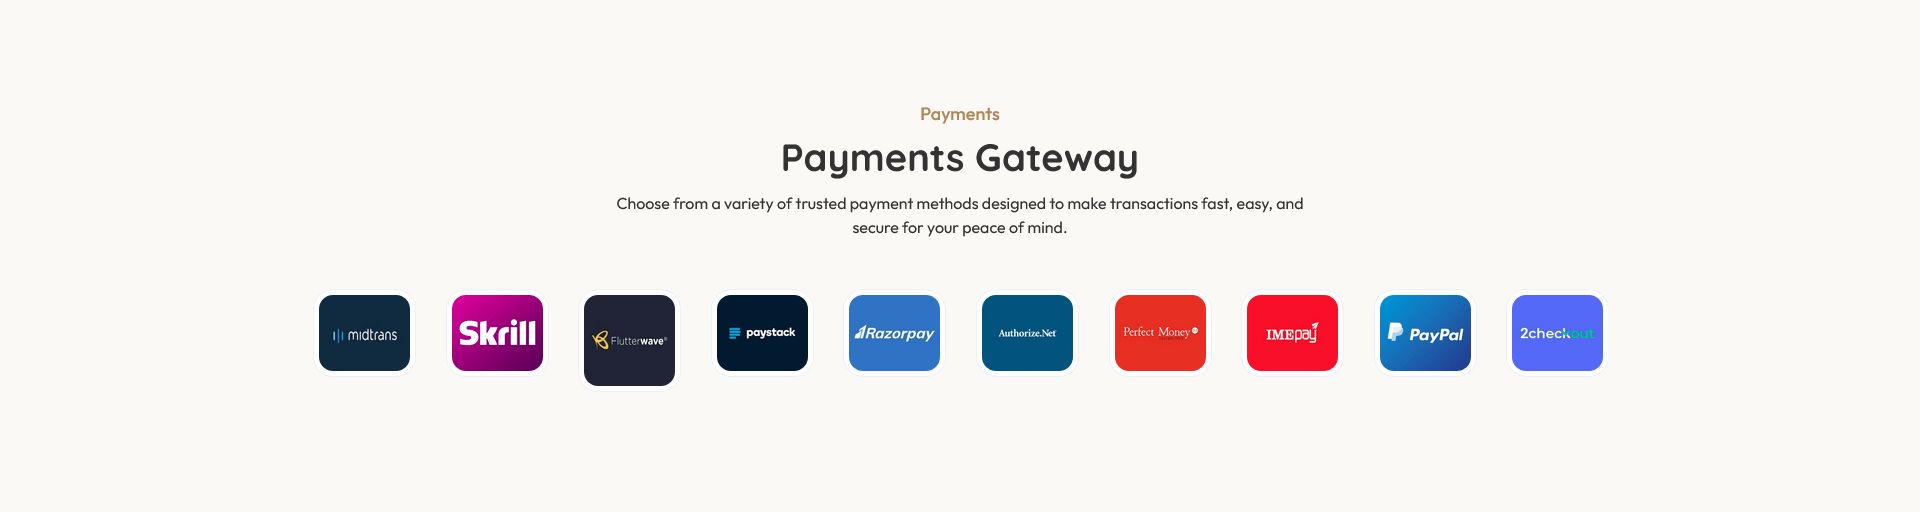 Payments
Payments Gateway
Choose from a variety of trusted payment methods designed to make transactions fast, easy, and
secure for your peace of mind.
midtrans
Skrill
Flutterwave
paystack
Razorpay
Authorize.Net
Perfect Money
IMEpay
PayPal
2checkout